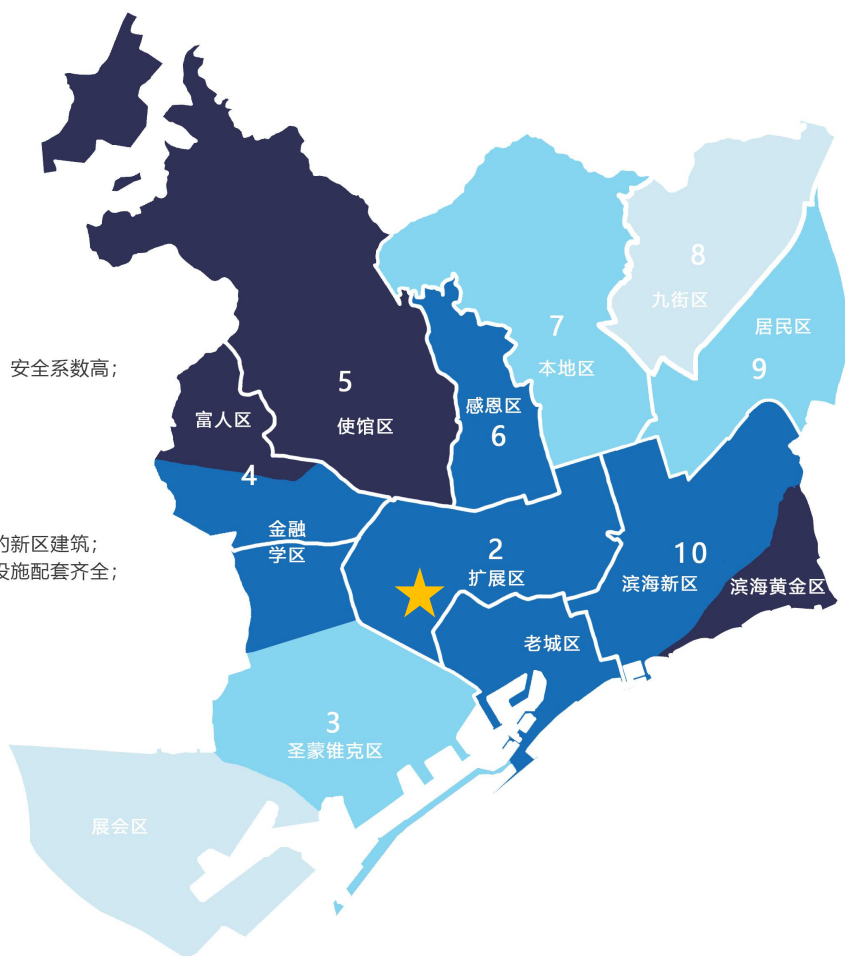 8
九街区
7
本地区
居民区
9
安全系数高；
5
使馆区
富人区
感恩区
6
4
金融
学区
的新区建筑；
设施配套齐全；
2
扩展区
10
滨海新区
滨海黄金区
老城区
3
圣蒙锥克区
展会区